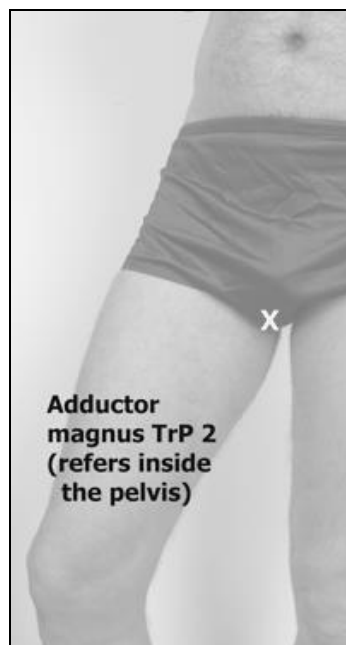 X
Adductor
magnus TrP 2
(refers inside
the pelvis)